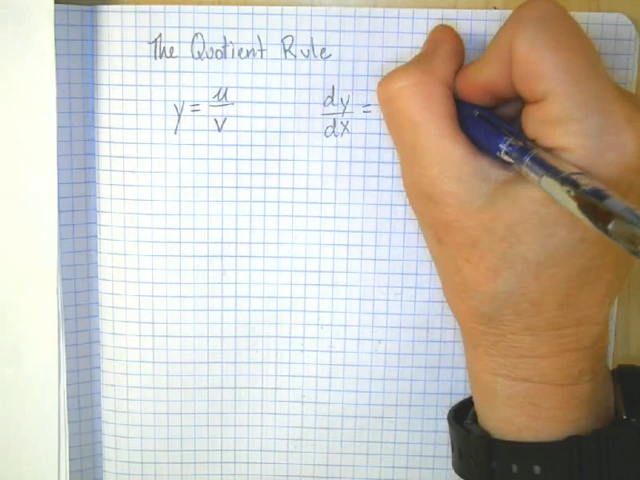 The Quotient Rule
y = u/v dy/dx =